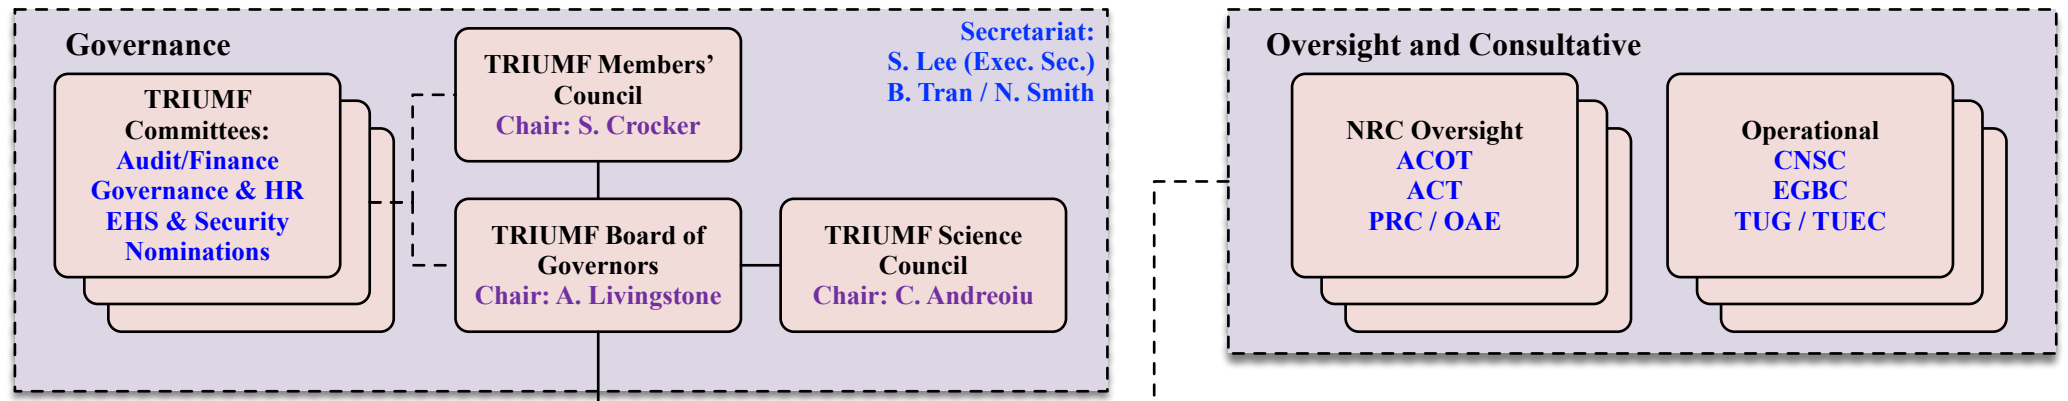 Governance
Secretariat:
S. Lee (Exec. Sec.)
B. Tran / N. Smith
TRIUMF
Committees:
Audit/Finance
Governance & HR
EHS & Security
Nominations
TRIUMF Members’
Council
Chair: S. Crocker
TRIUMF Board of
Governors
Chair: A. Livingstone
TRIUMF Science
Council
Chair: C. Andreoiu
Oversight and Consultative
NRC Oversight
ACOT
ACT
PRC / OAE
Operational
CNSC
EGBC
TUG / TUEC